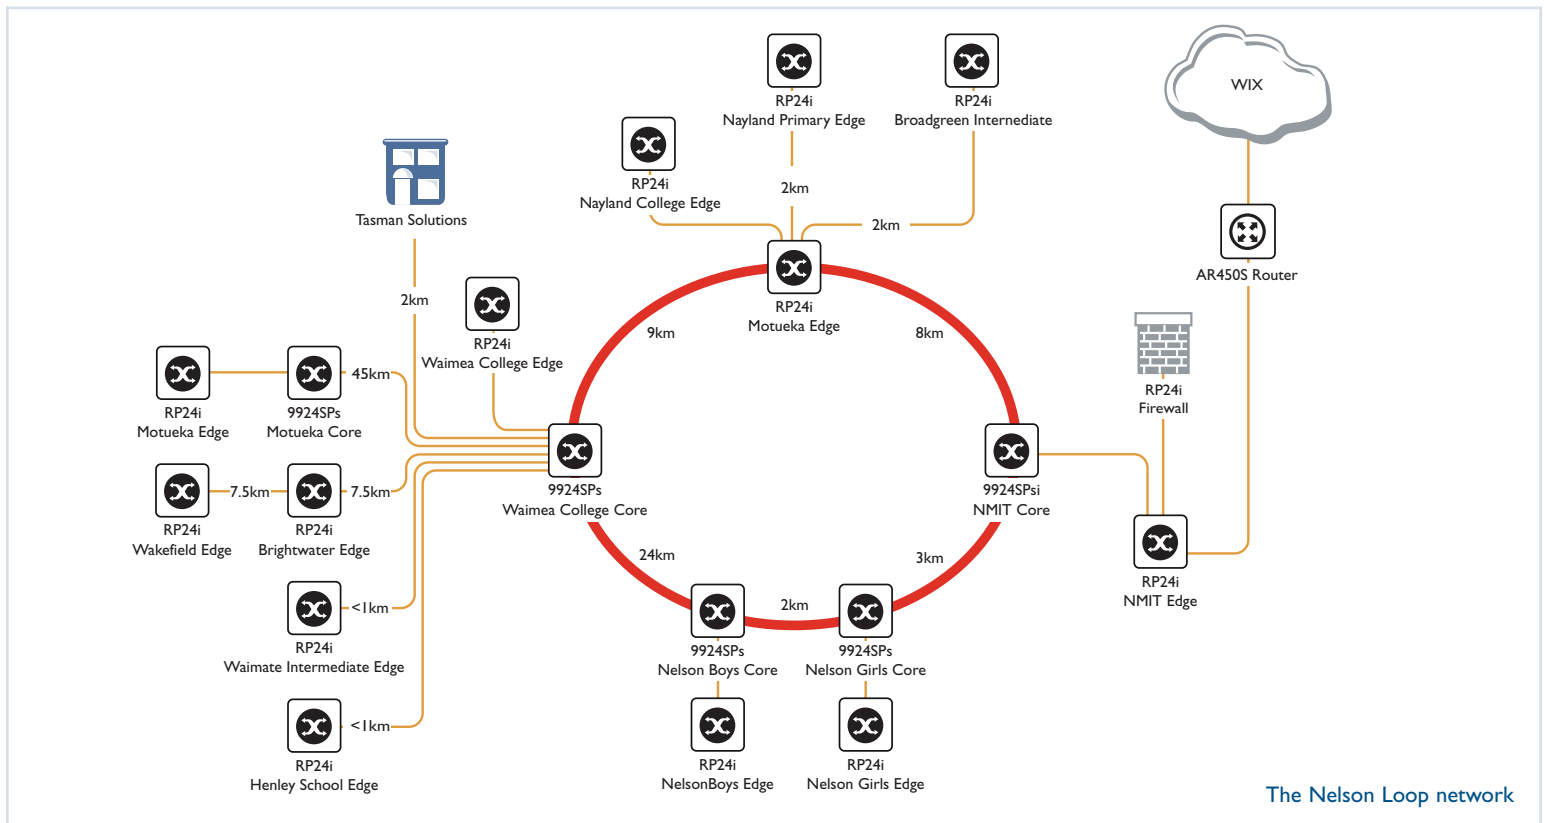 RP24i
Nayland Primary Edge
RP24i
Broadgreen Internediate
WIX
RP24i
Nayland College Edge
Tasman Solutions
2km
2km
AR450S Router
2km
RP24i
Motueka Edge
RP24i
Waimea College Edge
9km
8km
RP24i
Firewall
45km
RP24i
Motueka Edge
9924SPs
Motueka Core
7.5km
7.5km
RP24i
Wakefield Edge
RP24i
Brightwater Edge
9924SPs
Waimea College Core
9924SPsi
NMIT Core
24km
3km
2km
RP24i
NMIT Edge
<1km
RP24i
Waimate Intermediate Edge
9924SPs
Nelson Boys Core
9924SPs
Nelson Girls Core
<1km
RP24i
Henley School Edge
RP24i
NelsonBoys Edge
RP24i
Nelson Girls Edge
The Nelson Loop network